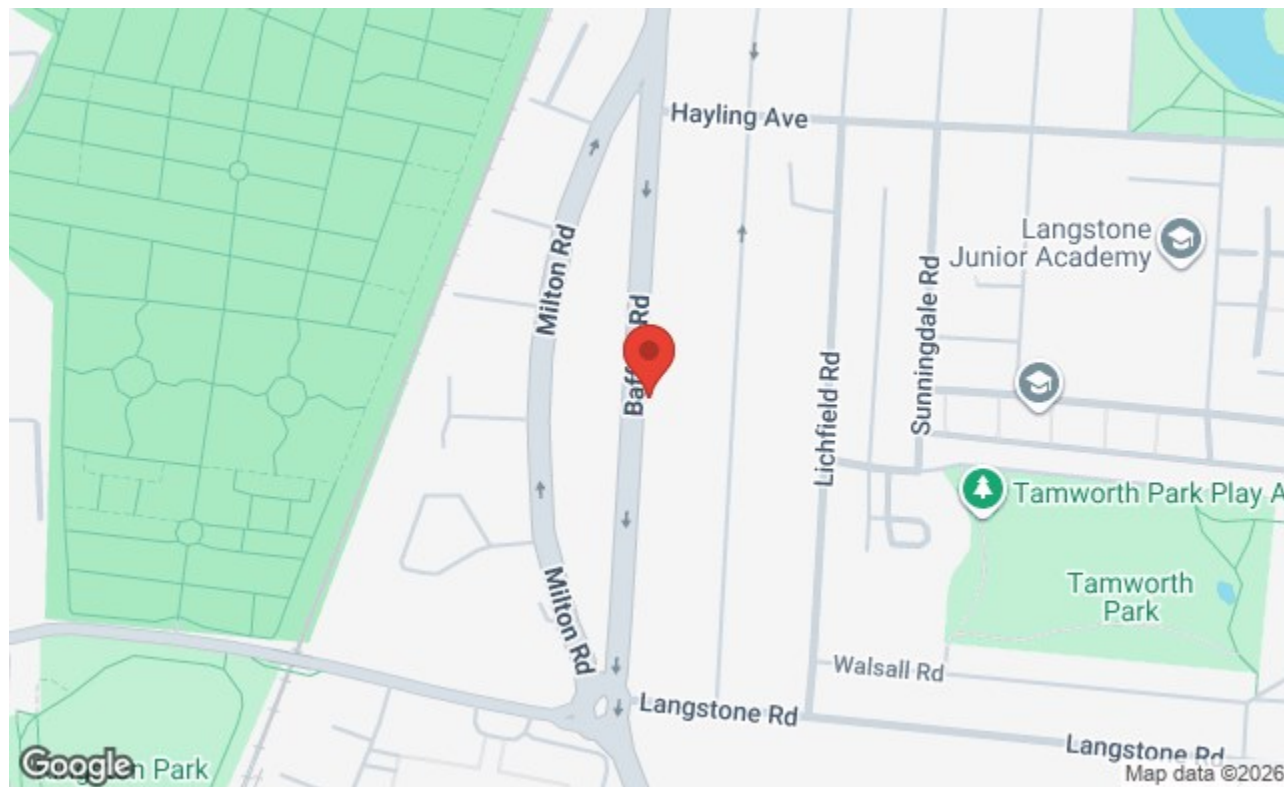 Hayling Ave
Milton Rd
Langstone
Junior Academy
Sunningdale Rd
Rd
Lichfield Rd
Tamworth Park Play A
Tamworth
Park
Milton Rd
Walsall Rd
Langstone Rd
Langstone Rd
Google
Park
Map data ©2026